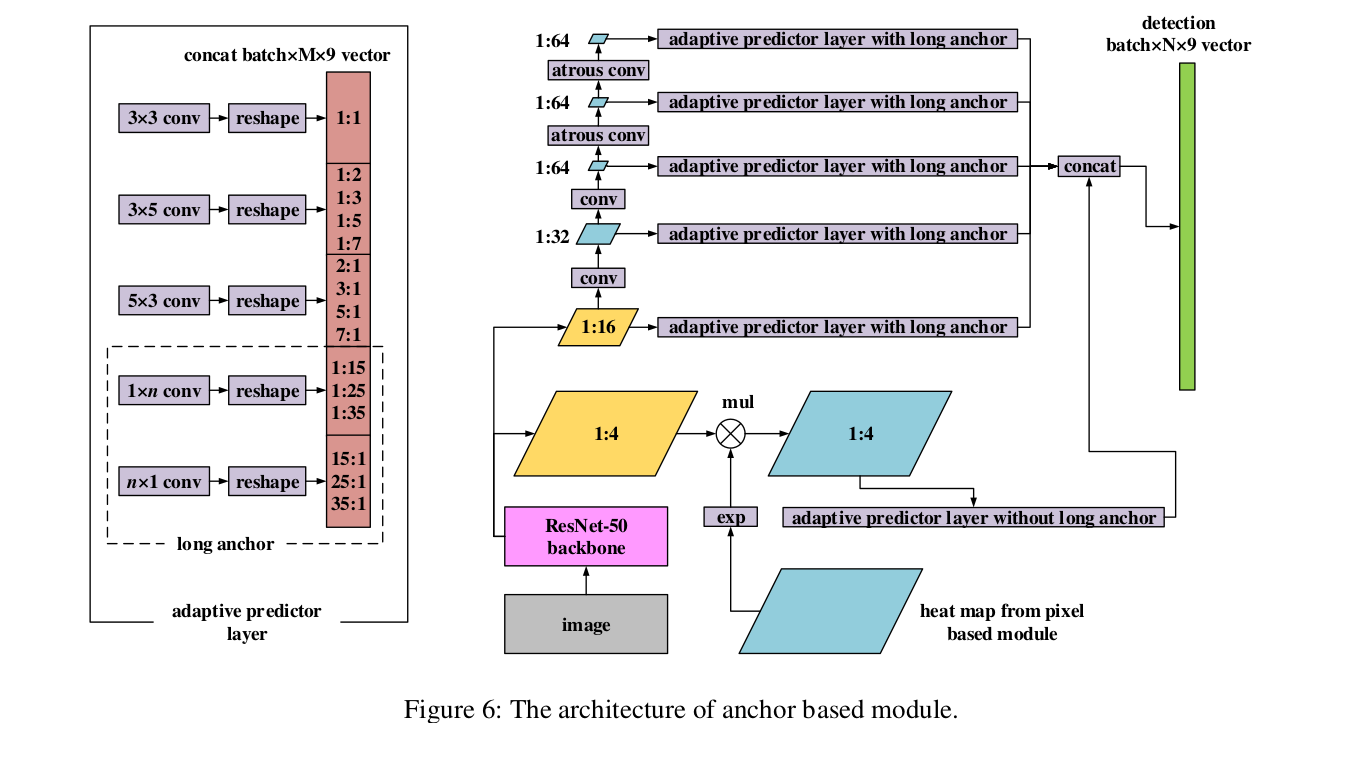 concat batch×M×9 vector
3×3 conv
reshape
1:1
3×5 conv
reshape
1:2
1:3
1:5
1:7
5×3 conv
reshape
2:1
3:1
5:1
7:1
1×n conv
reshape
1:15
1:25
1:35
n×1 conv
reshape
15:1
25:1
35:1
long anchor
adaptive predictor
layer
1:64
adaptive predictor layer with long anchor
atrous conv
1:64
adaptive predictor layer with long anchor
atrous conv
1:64
adaptive predictor layer with long anchor
conv
1:32
adaptive predictor layer with long anchor
conv
1:16
adaptive predictor layer with long anchor
concat
detection
batch×N×9 vector
1:4
mul
1:4
ResNet-50
backbone
exp
adaptive predictor layer without long anchor
image
heat map from pixel
based module
Figure 6: The architecture of anchor based module.